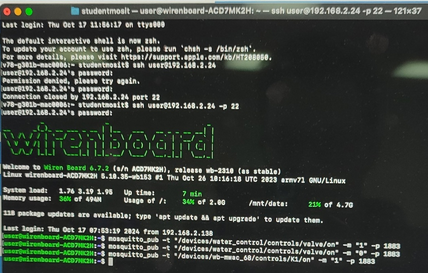 studentmosit — user@wirenboard-ACD7MK2H: ~ — ssh user@192.168.2.24 -p 22 — 121×37
Last login: Thu Oct 17 11:56:17 on ttys000
The default interactive shell is now zsh.
To update your account to use zsh, please run `chsh -s /bin/zsh`.
For more details, please visit https://support.apple.com/kb/HT208050.
studentmosit$ ssh user@192.168.2.24
user@192.168.2.24's password:
Permission denied, please try again.
user@192.168.2.24's password:
Connection closed by 192.168.2.24 port 22
studentmosit$ ssh user@192.168.2.24 -p 22
user@192.168.2.24's password:
wirenboard
Welcome to Wiren Board 6.7.2 (s/n ACD7MK2H), release wb-2310 (as stable)
Linux wirenboard-ACD7MK2H 5.10.35-wb153 #1 Thu Oct 26 10:16:18 UTC 2023 armv7l GNU/Linux
System load: 1.76 3.19 1.95 Up time: 7 min
Memory usage: 36% of 494M Usage of /: 34% of 2.0G /mnt/data: 21% of 4.7G
118 package updates are available; type 'apt update && apt upgrade' to update them.
Last login: Thu Oct 17 07:53:19 2024 from 192.168.2.138
user@wirenboard-ACD7MK2H:~$ mosquitto_pub -t "/devices/water_control/controls/valve/on" -m "1" -p 1883
user@wirenboard-ACD7MK2H:~$ mosquitto_pub -t "/devices/water_control/controls/valve/on" -m "0" -p 1883
user@wirenboard-ACD7MK2H:~$ mosquitto_pub -t "/devices/wb-mwac_68/controls/K1/on" -m "1" -p 1883
user@wirenboard-ACD7MK2H:~$